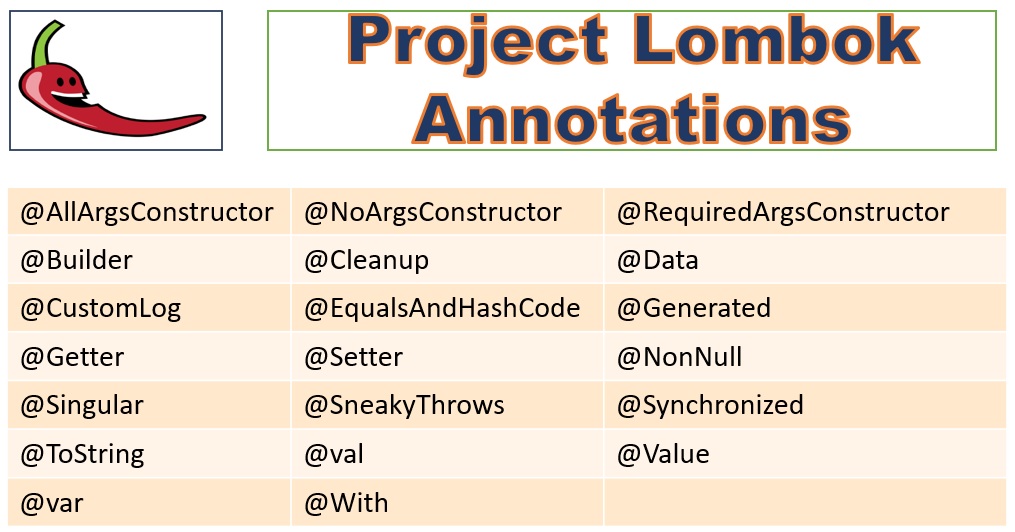 Project Lombok
Annotations
@AllArgsConstructor @NoArgsConstructor @RequiredArgsConstructor
@Builder @Cleanup @Data
@CustomLog @EqualsAndHashCode @Generated
@Getter @Setter @NonNull
@Singular @SneakyThrows @Synchronized
@ToString @val @Value
@var @With